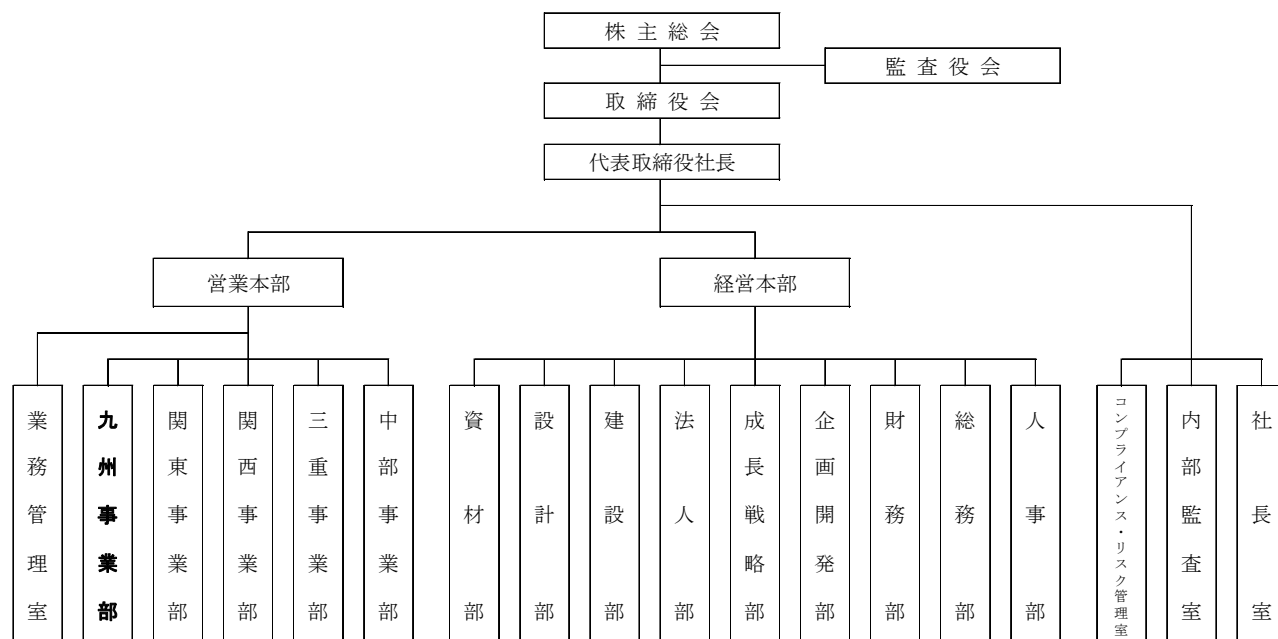 株主総会
監査役会
取締役会
代表取締役社長
営業本部
経営本部
業務管理室
九州事業部
関東事業部
関西事業部
三重事業部
中部事業部
資材部
設計部
建設部
法人部
成長戦略部
企画開発部
財務部
総務部
人事部
コンプライアンス・リスク管理室
内部監査室
社長室